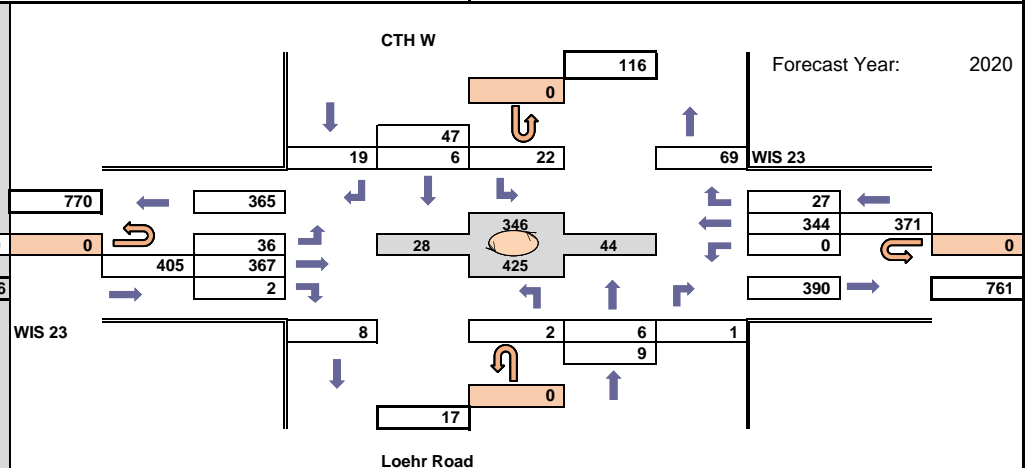 CTH W
116
Forecast Year: 2020
0
47
19 6 22 69 WIS 23
770 365 27
346 344 371
0 36 28 44 0 0
405 367 425
6 2 390 761
WIS 23 8 2 6 1
9
0
17
Loehr Road